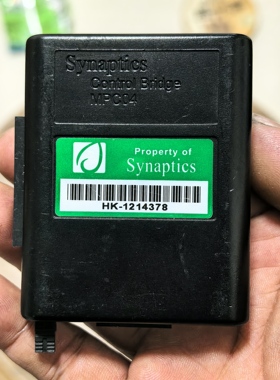 Synaptics
Control Bridge
MPC04
Property of
Synaptics
HK-1214378